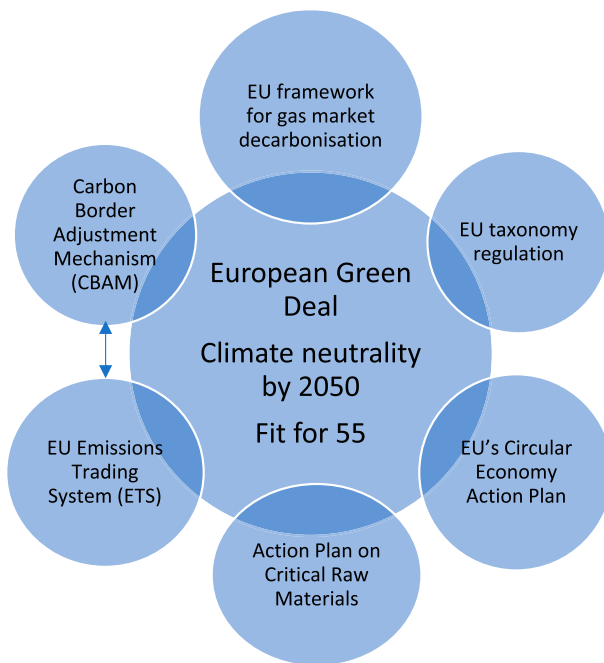 EU framework
for gas market
decarbonisation
Carbon
Border
Adjustment
Mechanism
(CBAM)
EU taxonomy
regulation
European Green
Deal
Climate neutrality
by 2050
Fit for 55
EU Emissions
Trading
System (ETS)
EU’s Circular
Economy
Action Plan
Action Plan on
Critical Raw
Materials